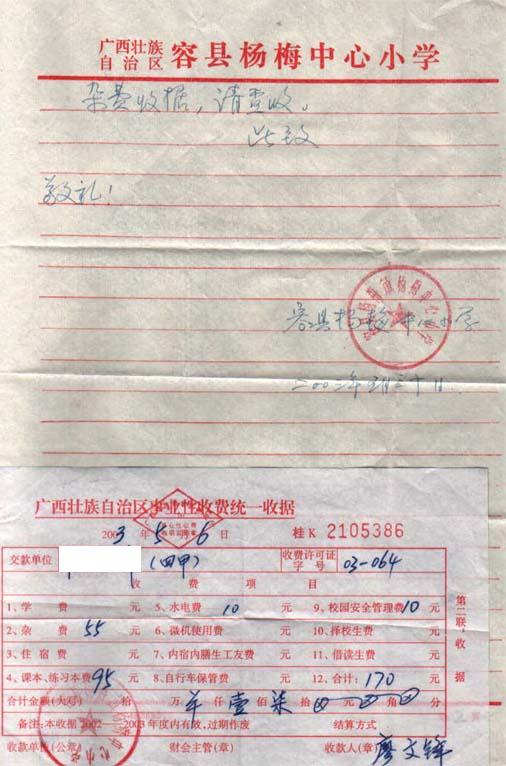 广西壮族
自治区 容县杨梅中心小学
杂费收据，请查收。
此致
敬礼！
容县杨梅中心小学
广西壮族自治区事业性收费统一收据
2003年5月6日 桂K 2105386
交款单位 (四甲) 收费许可证字号 03-064
收费项目
1、学费 元 5、水电费 10 元 9、校园安全管理费 10 元
2、杂费 55 元 6、微机使用费 元 10、择校生费 元
3、住宿费 元 7、内宿内膳生工友费 元 11、借读生费 元
4、课本、练习本费 95 元 8、自行车保管费 元 12、合计：170 元
合计金额(大写) 拾 万 仟 壹 佰 柒 拾 元 角 分
备注：本收据2002—2003年度内有效，过期作废 结算方式
收款单位(公章) 财会主管(章) 收款人(章) 廖文锋
第二联：收据